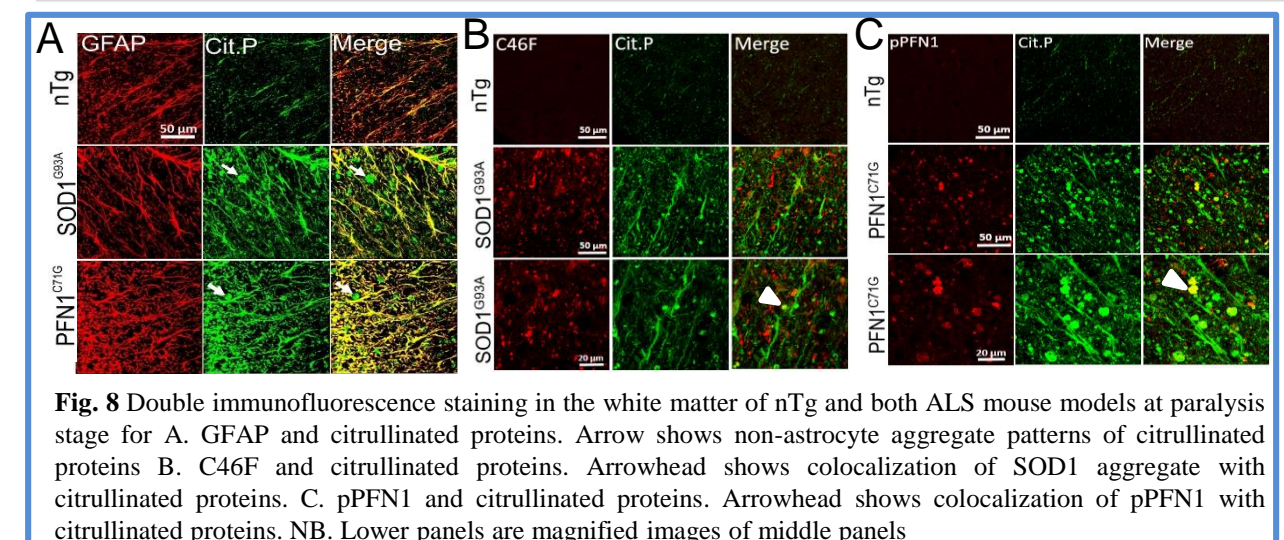 A
GFAP Cit.P Merge
nTg
50 µm
SOD1G93A
PFN1C71G
B
C46F Cit.P Merge
nTg
50 µm
SOD1G93A
50 µm
SOD1G93A
20 µm
C
pPFN1 Cit.P Merge
nTg
50 µm
PFN1C71G
50 µm
PFN1C71G
20 µm
Fig. 8 Double immunofluorescence staining in the white matter of nTg and both ALS mouse models at paralysis
stage for A. GFAP and citrullinated proteins. Arrow shows non-astrocyte aggregate patterns of citrullinated
proteins B. C46F and citrullinated proteins. Arrowhead shows colocalization of SOD1 aggregate with
citrullinated proteins. C. pPFN1 and citrullinated proteins. Arrowhead shows colocalization of pPFN1 with
citrullinated proteins. NB. Lower panels are magnified images of middle panels